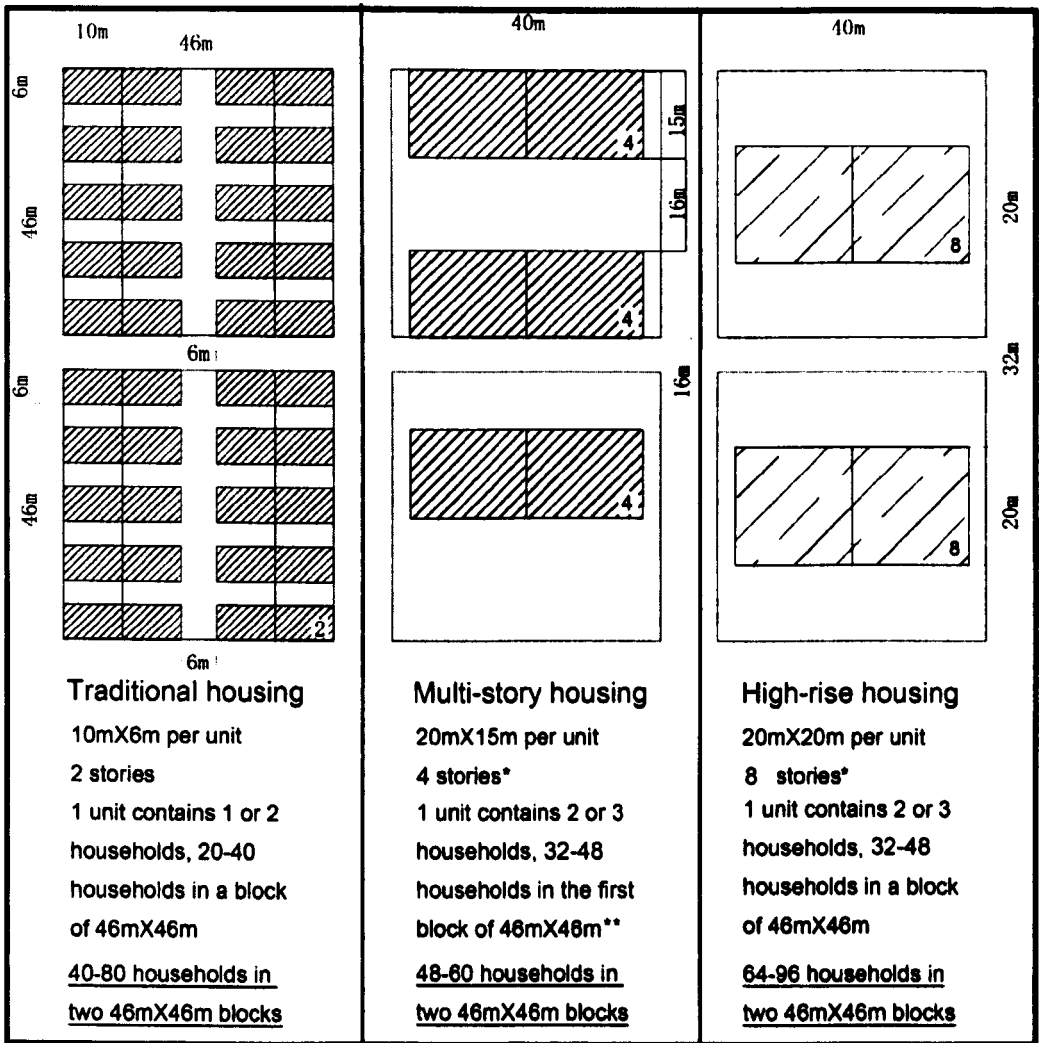 10m
46m
6m
46m
6m
6m
46m
2
6m
Traditional housing
10mX6m per unit
2 stories
1 unit contains 1 or 2
households, 20-40
households in a block
of 46mX46m
40-80 households in
two 46mX46m blocks
40m
4
15m
16m
4
16m
4
Multi-story housing
20mX15m per unit
4 stories*
1 unit contains 2 or 3
households, 32-48
households in the first
block of 46mX46m**
48-60 households in
two 46mX46m blocks
40m
8
20m
32m
8
20m
High-rise housing
20mX20m per unit
8 stories*
1 unit contains 2 or 3
households, 32-48
households in a block
of 46mX46m
64-96 households in
two 46mX46m blocks